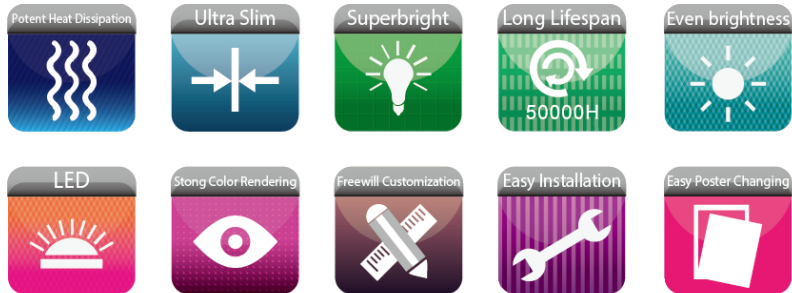 Potent Heat Dissipation
Ultra Slim
Superbright
Long Lifespan
50000H
Even brightness
LED
Stong Color Rendering
Freewill Customization
Easy Installation
Easy Poster Changing